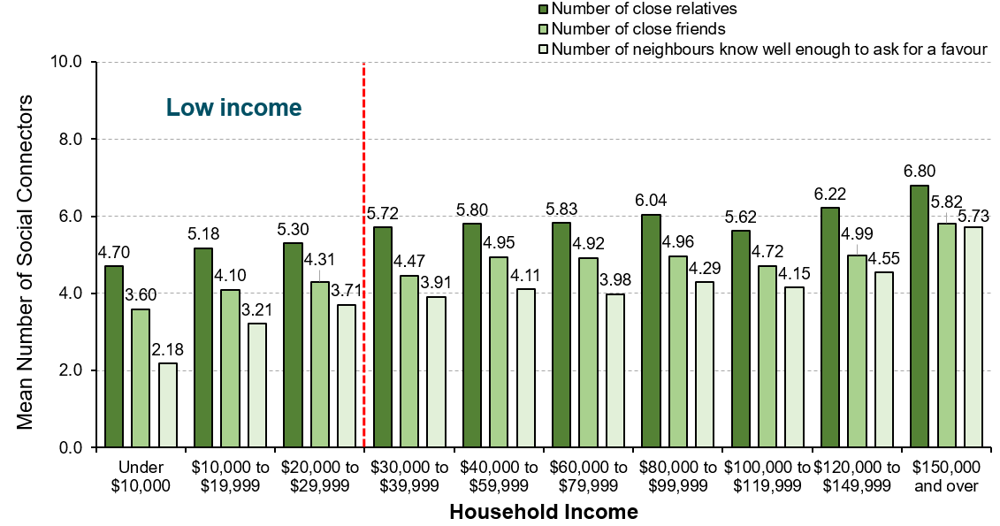 Number of close relatives
Number of close friends
Number of neighbours know well enough to ask for a favour
Mean Number of Social Connectors
10.0
8.0
6.0
4.0
2.0
0.0
Low income
4.70
3.60
2.18
5.18
4.10
3.21
5.30
4.31
3.71
5.72
4.47
3.91
5.80
4.95
4.11
5.83
4.92
3.98
6.04
4.96
4.29
5.62
4.72
4.15
6.22
4.99
4.55
6.80
5.82
5.73
Under
$10,000
$10,000 to
$19,999
$20,000 to
$29,999
$30,000 to
$39,999
$40,000 to
$59,999
$60,000 to
$79,999
$80,000 to
$99,999
$100,000 to
$119,999
$120,000 to
$149,999
$150,000
and over
Household Income